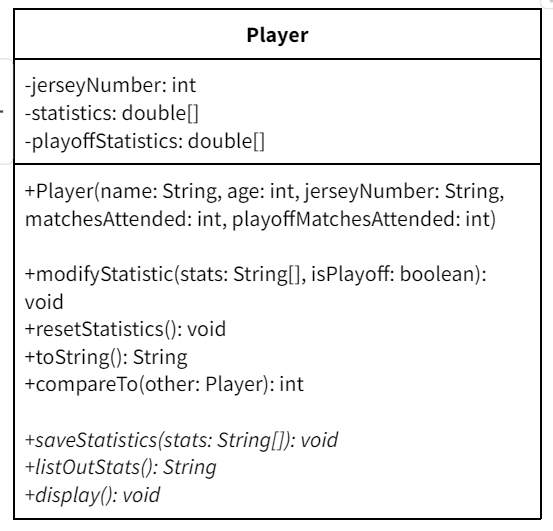 Player
-jerseyNumber: int
-statistics: double[]
-playoffStatistics: double[]
+Player(name: String, age: int, jerseyNumber: String,
matchesAttended: int, playoffMatchesAttended: int)
+modifyStatistic(stats: String[], isPlayoff: boolean):
void
+resetStatistics(): void
+toString(): String
+compareTo(other: Player): int
+saveStatistics(stats: String[]): void
+listOutStats(): String
+display(): void